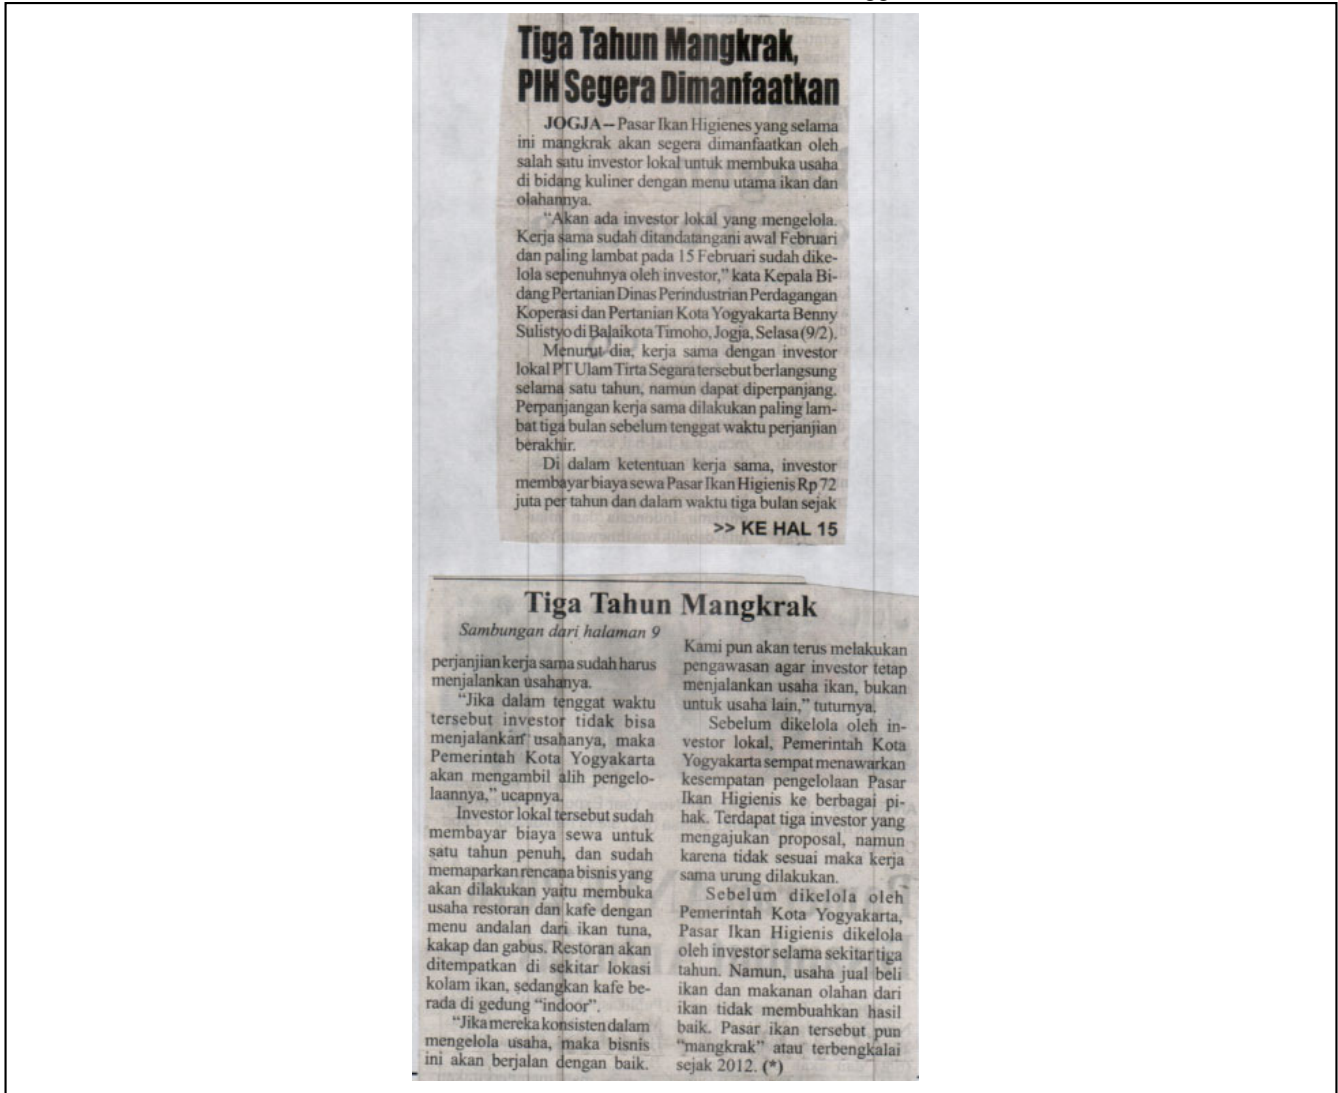 Tiga Tahun Mangkrak,
PIH Segera Dimanfaatkan
JOGJA—Pasar Ikan Higienes yang selama
ini mangkrak akan segera dimanfaatkan oleh
salah satu investor lokal untuk membuka usaha
di bidang kuliner dengan menu utama ikan dan
olahannya.
"Akan ada investor lokal yang mengelola.
Kerja sama sudah ditandatangani awal Februari
dan paling lambat pada 15 Februari sudah dike-
lola sepenuhnya oleh investor," kata Kepala Bi-
dang Pertanian Dinas Perindustrian Perdagangan
Koperasi dan Pertanian Kota Yogyakarta Benny
Sulistyo di Balaikota Timoho, Jogja, Selasa (9/2).
Menurut dia, kerja sama dengan investor
lokal PT Ulam Tirta Segara tersebut berlangsung
selama satu tahun, namun dapat diperpanjang.
Perpanjangan kerja sama dilakukan paling lam-
bat tiga bulan sebelum tenggat waktu perjanjian
berakhir.
Di dalam ketentuan kerja sama, investor
membayar biaya sewa Pasar Ikan Higienis Rp 72
juta per tahun dan dalam waktu tiga bulan sejak
>> KE HAL 15
Tiga Tahun Mangkrak
Sambungan dari halaman 9
perjanjian kerja sama sudah harus
menjalankan usahanya.
"Jika dalam tenggat waktu
tersebut investor tidak bisa
menjalankan usahanya, maka
Pemerintah Kota Yogyakarta
akan mengambil alih pengelo-
laannya," ucapnya.
Investor lokal tersebut sudah
membayar biaya sewa untuk
satu tahun penuh, dan sudah
memaparkan rencana bisnis yang
akan dilakukan yaitu membuka
usaha restoran dan kafe dengan
menu andalan dari ikan tuna,
kakap dan gabus. Restoran akan
ditempatkan di sekitar lokasi
kolam ikan, sedangkan kafe be-
rada di gedung "indoor".
"Jika mereka konsisten dalam
mengelola usaha, maka bisnis
ini akan berjalan dengan baik.
Kami pun akan terus melakukan
pengawasan agar investor tetap
menjalankan usaha ikan, bukan
untuk usaha lain," tuturnya.
Sebelum dikelola oleh in-
vestor lokal, Pemerintah Kota
Yogyakarta sempat menawarkan
kesempatan pengelolaan Pasar
Ikan Higienis ke berbagai pi-
hak. Terdapat tiga investor yang
mengajukan proposal, namun
karena tidak sesuai maka kerja
sama urung dilakukan.
Sebelum dikelola oleh
Pemerintah Kota Yogyakarta,
Pasar Ikan Higienis dikelola
oleh investor selama sekitar tiga
tahun. Namun, usaha jual beli
ikan dan makanan olahan dari
ikan tidak membuahkan hasil
baik. Pasar ikan tersebut pun
"mangkrak" atau terbengkalai
sejak 2012. (*)